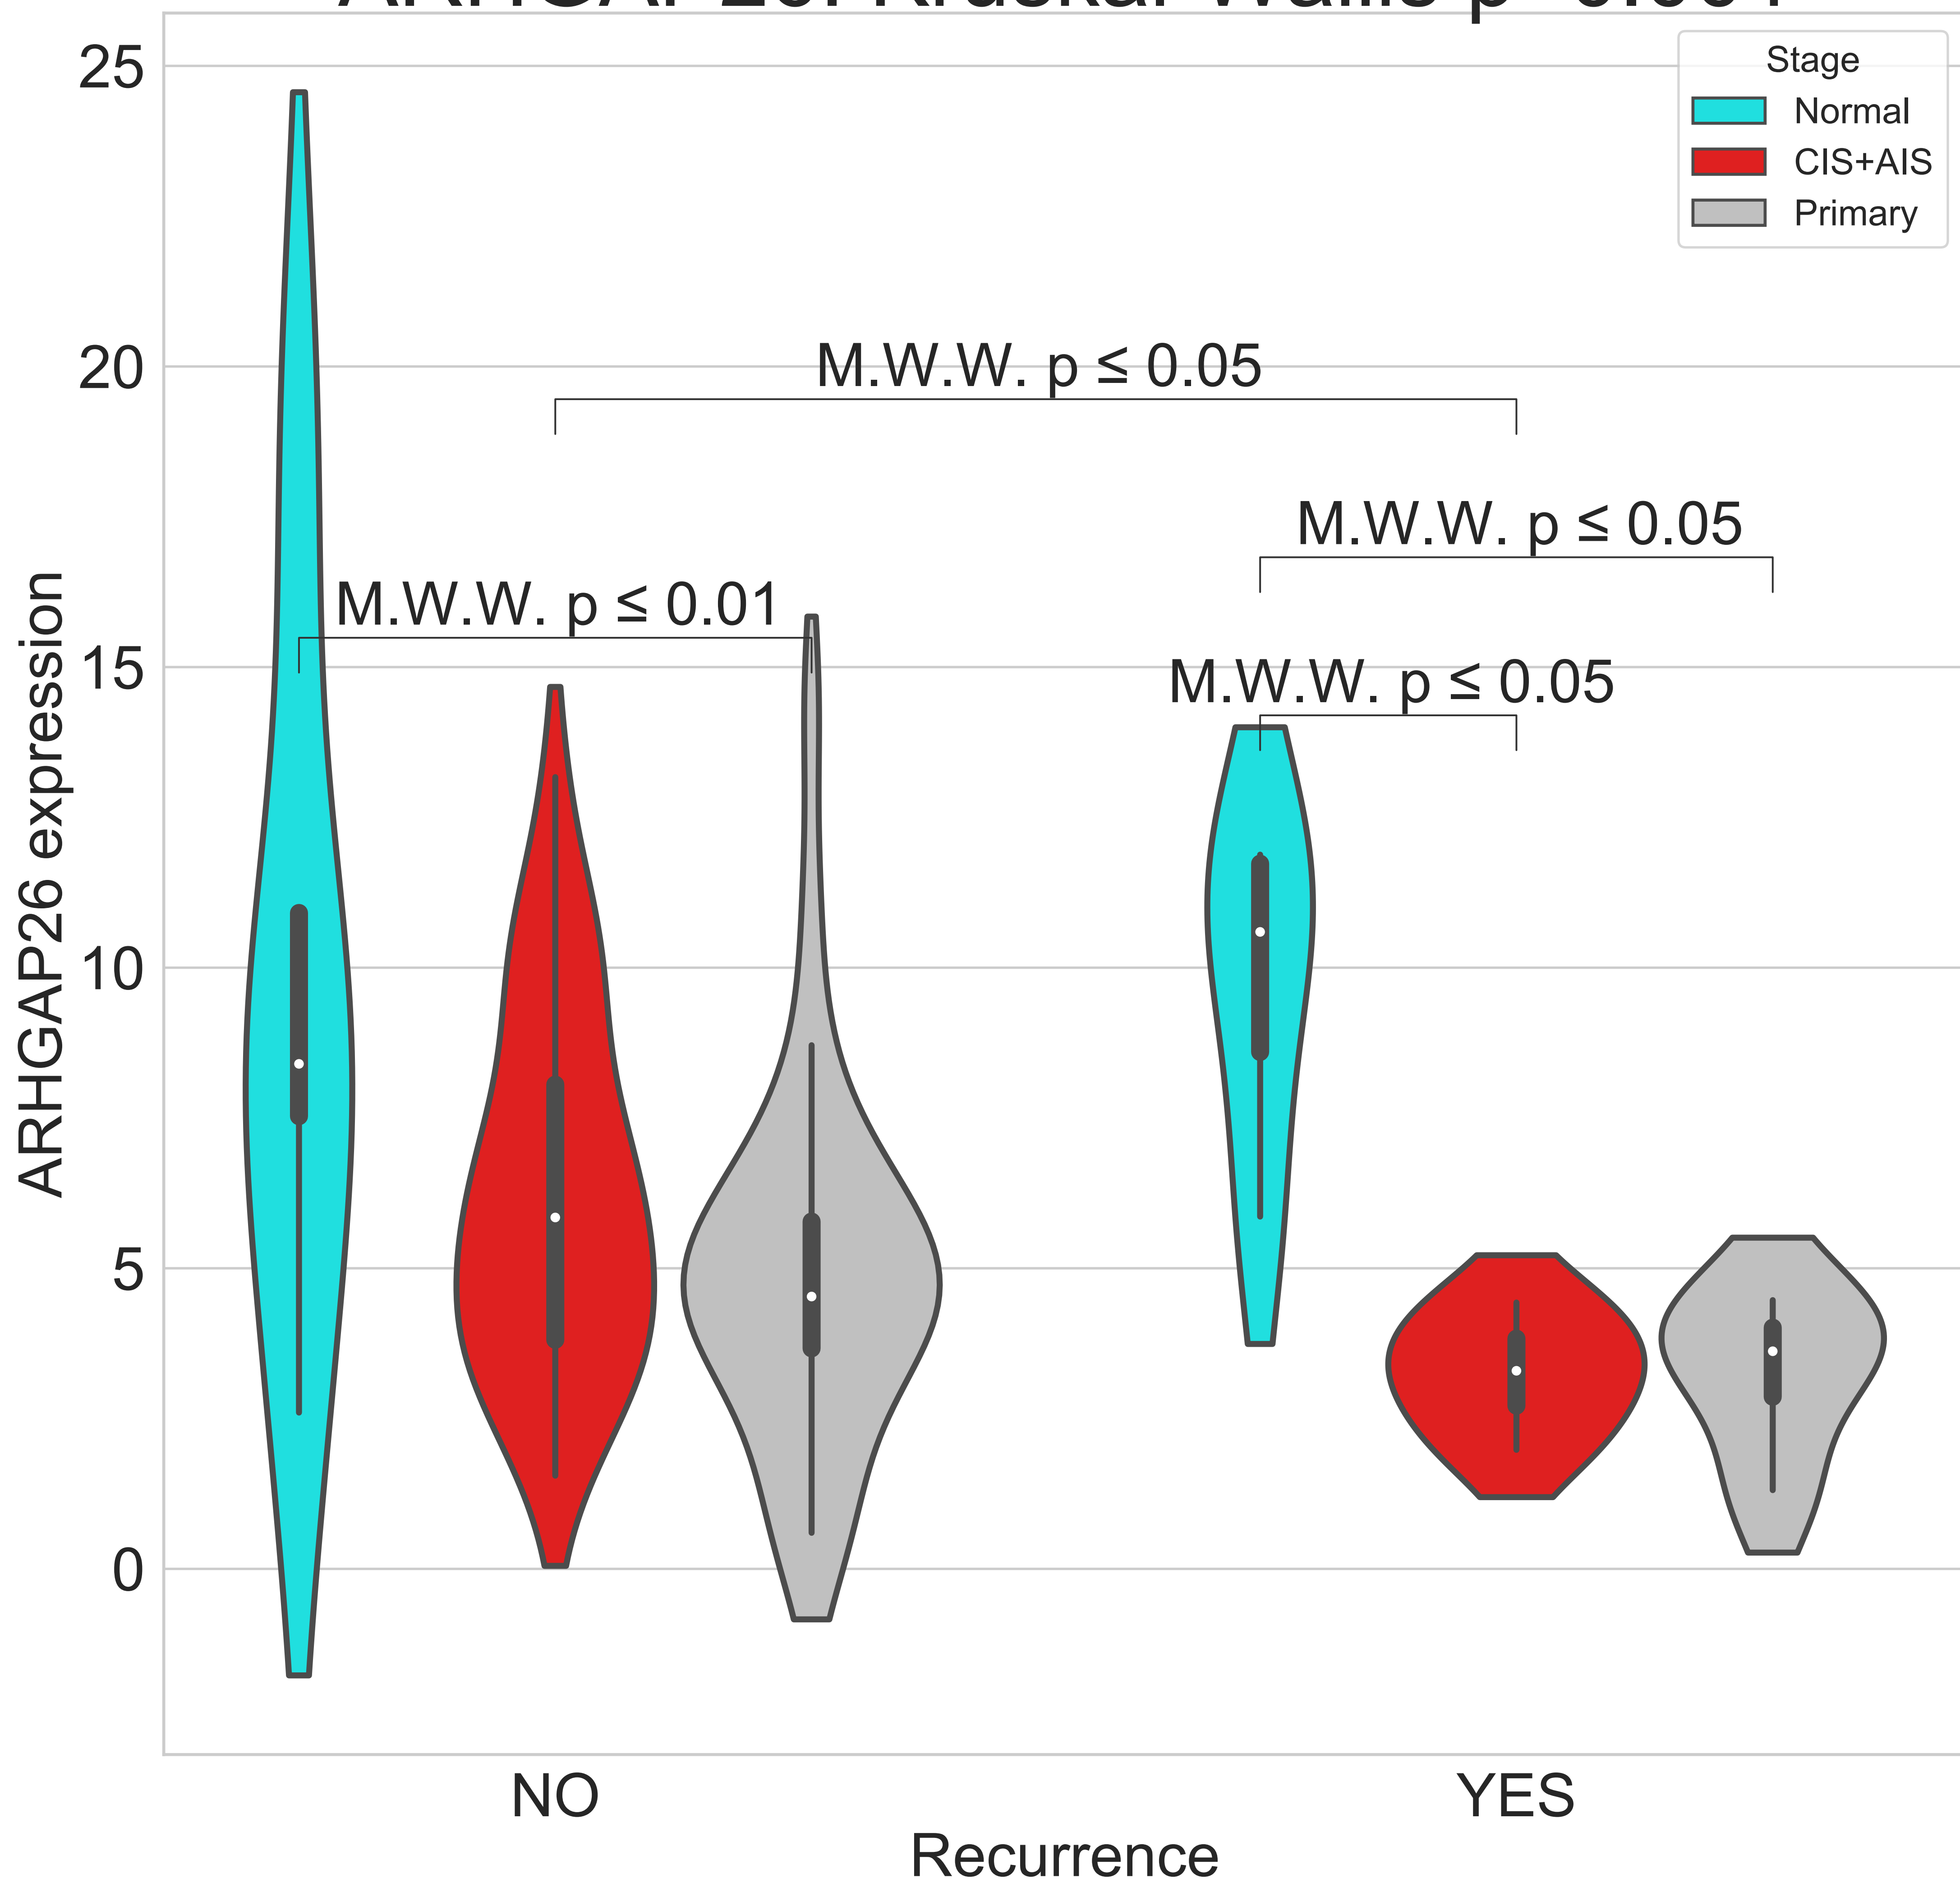 25
20
15
10
5
0
ARHGAP26 expression
Stage
Normal
CIS+AIS
Primary
M.W.W. p ≤ 0.05
M.W.W. p ≤ 0.05
M.W.W. p ≤ 0.01
M.W.W. p ≤ 0.05
NO
YES
Recurrence